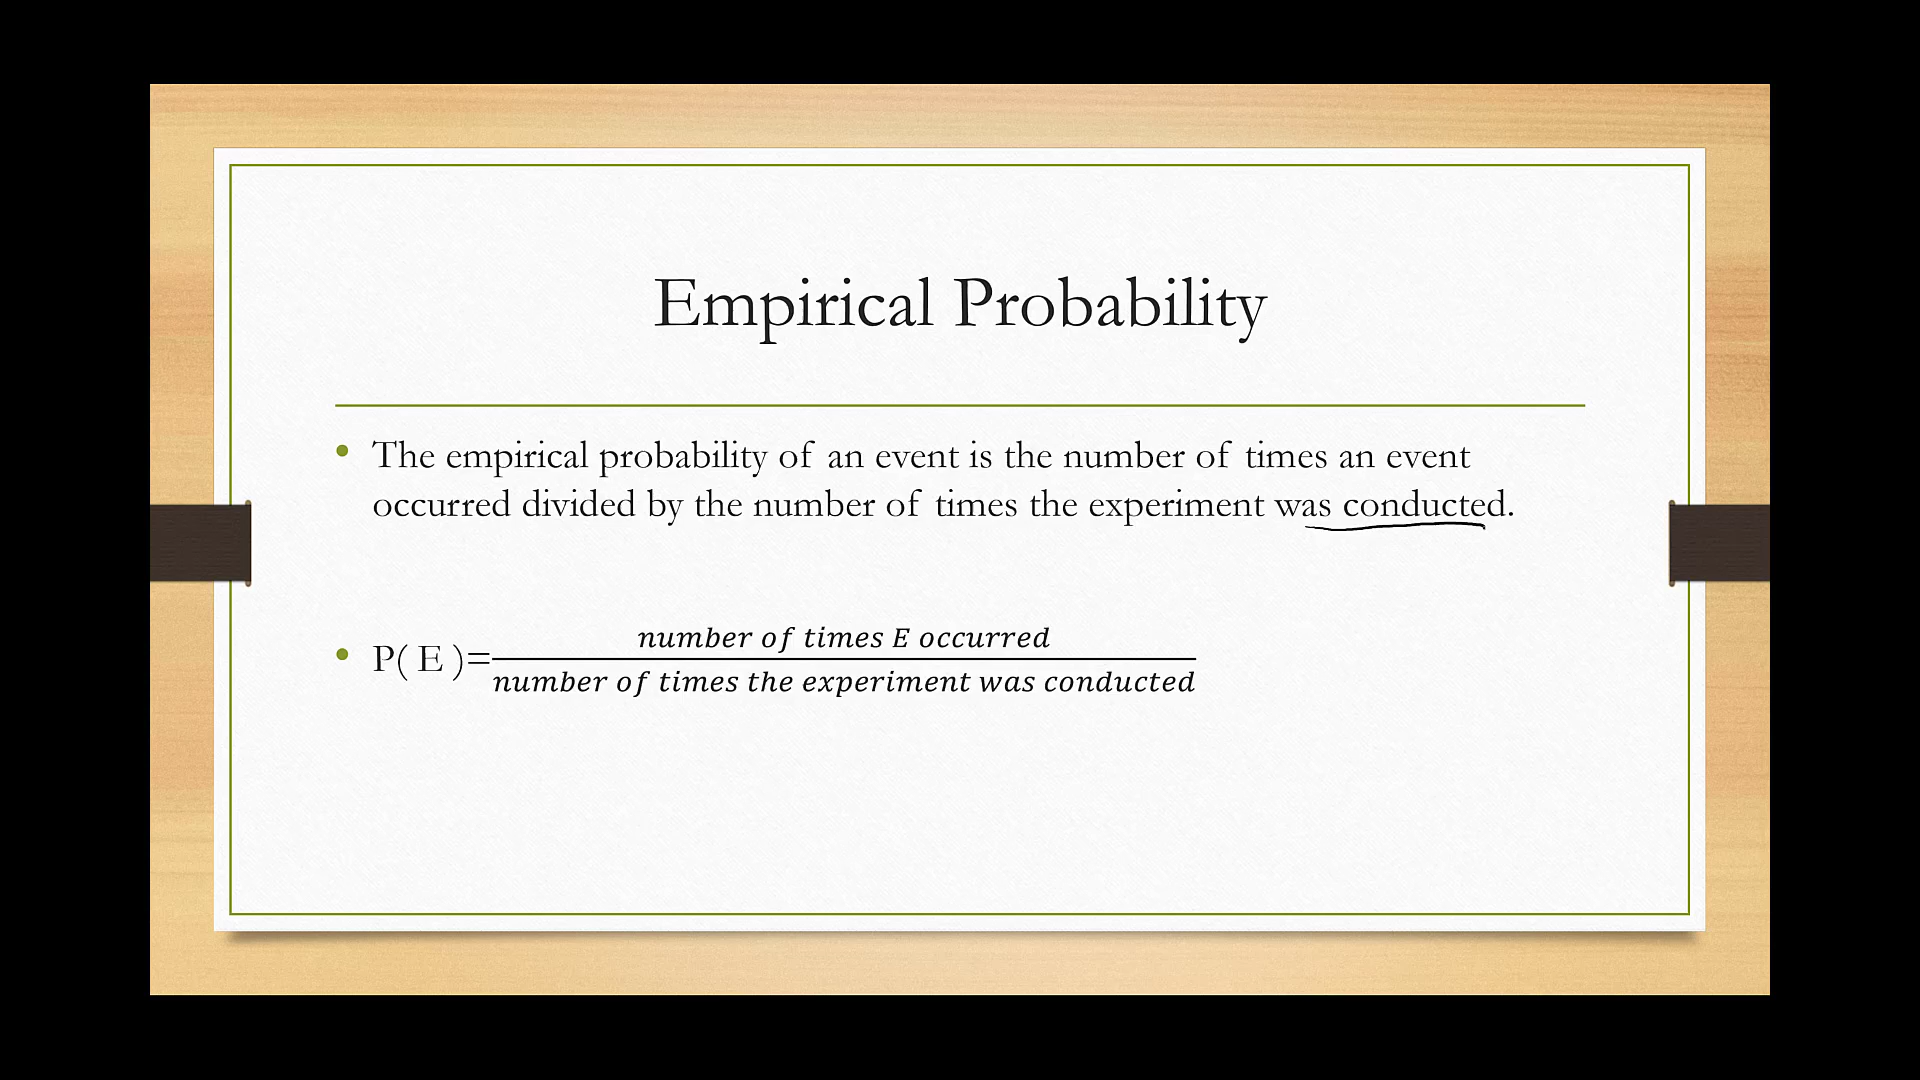 Empirical Probability
• The empirical probability of an event is the number of times an event
occurred divided by the number of times the experiment was conducted.
• P( E )=
number of times E occurred
number of times the experiment was conducted